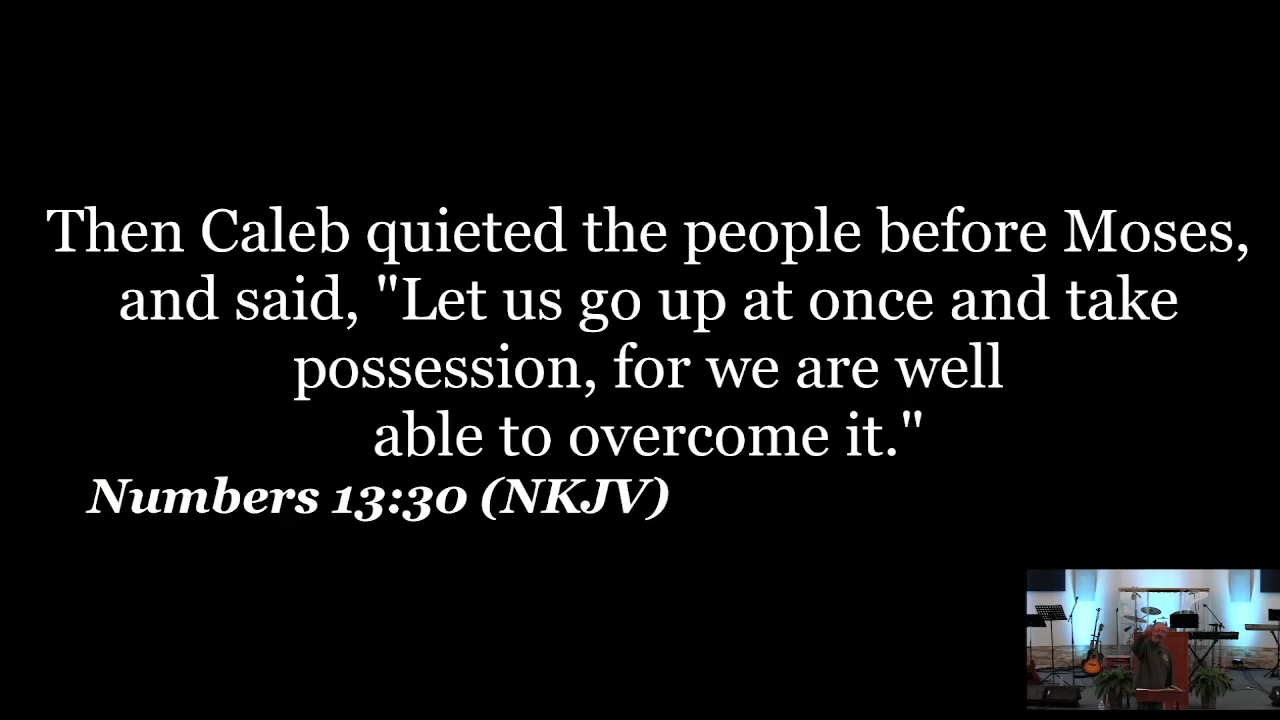 Then Caleb quieted the people before Moses,
and said, "Let us go up at once and take
possession, for we are well
able to overcome it."
Numbers 13:30 (NKJV)